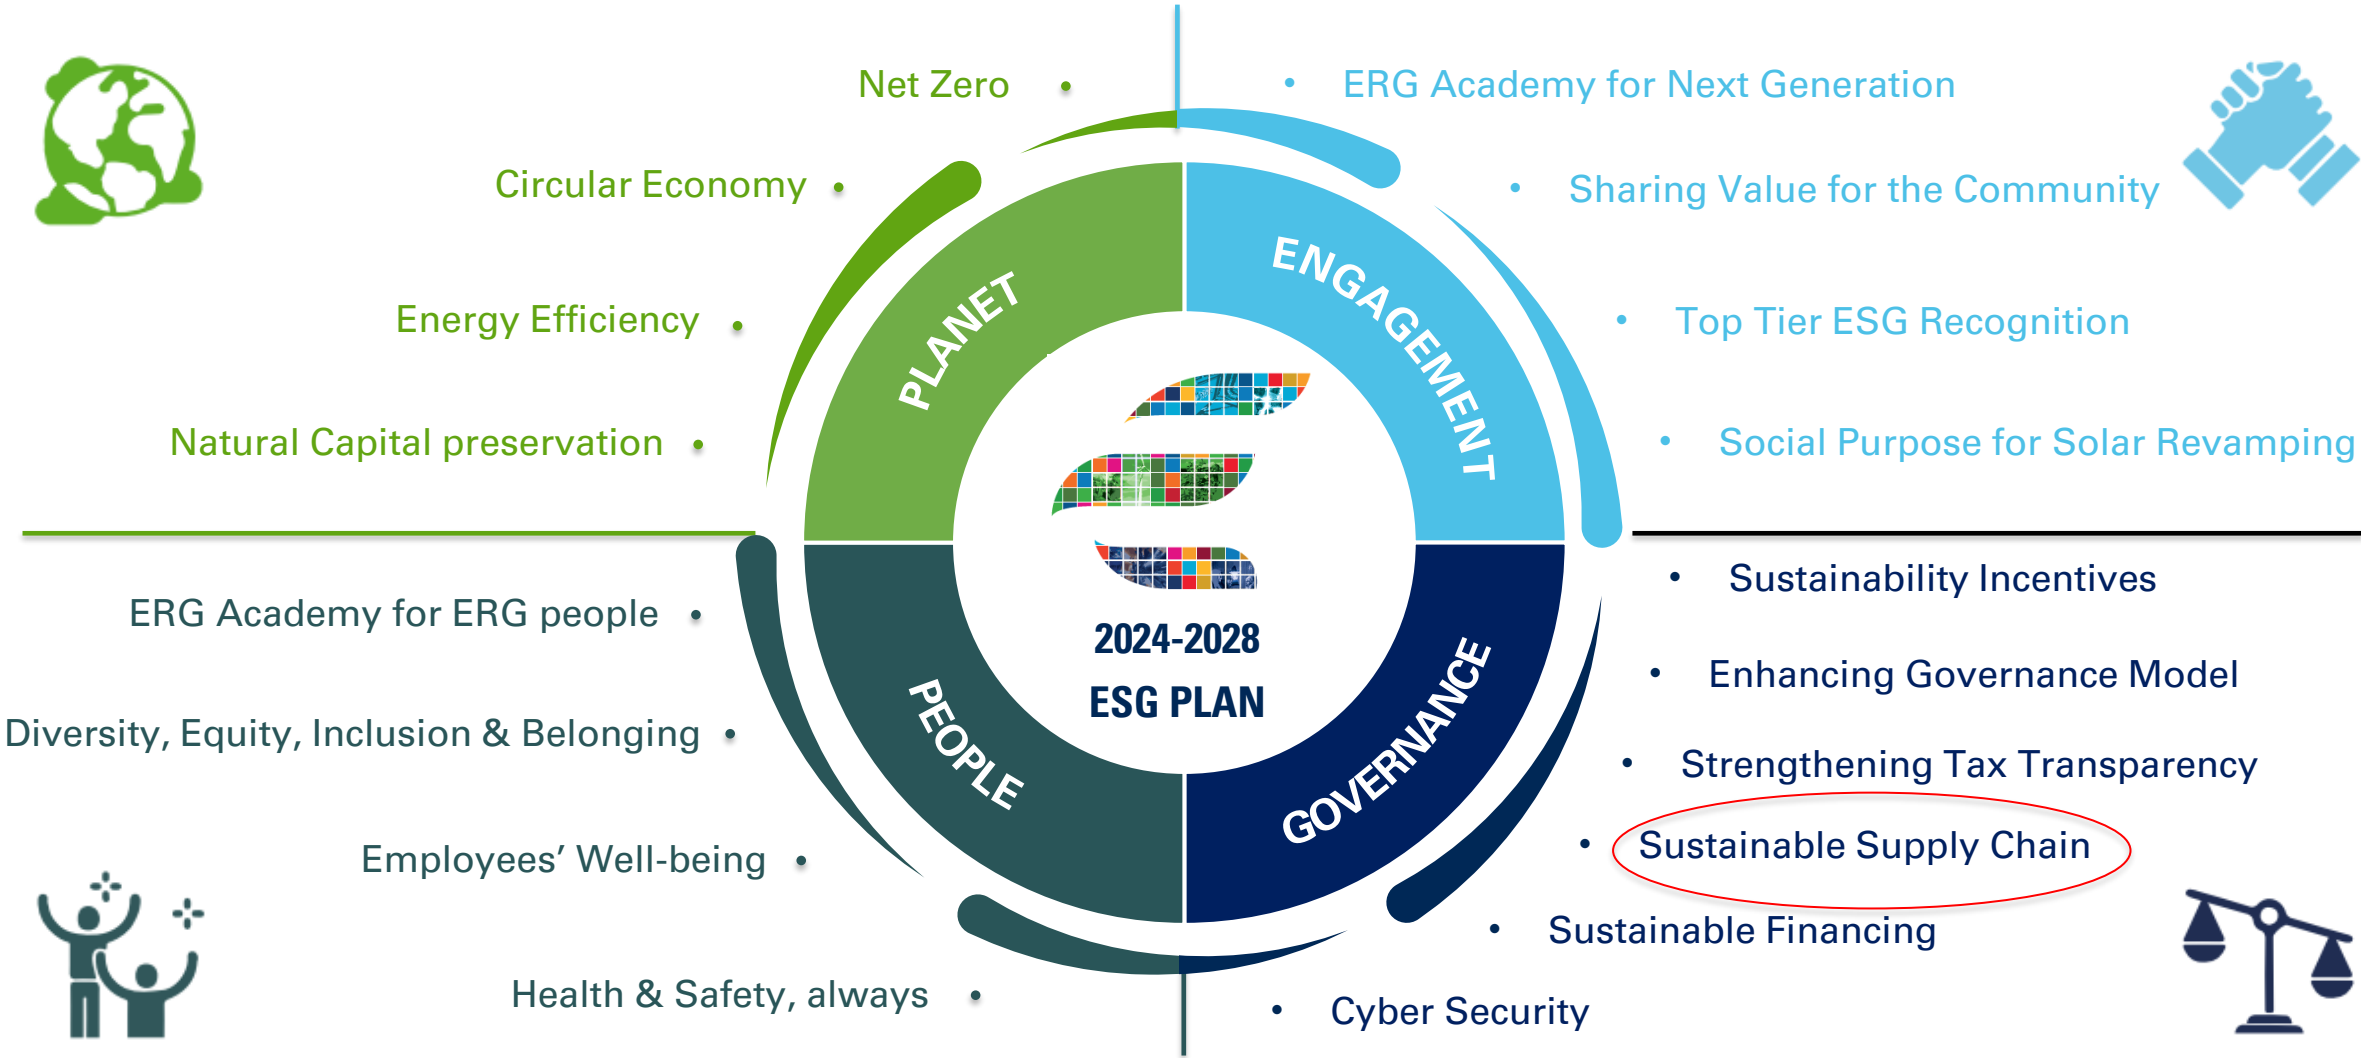 Net Zero
Circular Economy
Energy Efficiency
Natural Capital preservation
• ERG Academy for Next Generation
• Sharing Value for the Community
• Top Tier ESG Recognition
• Social Purpose for Solar Revamping
PLANET
ENGAGEMENT
2024-2028
ESG PLAN
PEOPLE
GOVERNANCE
ERG Academy for ERG people
Diversity, Equity, Inclusion & Belonging
Employees’ Well-being
Health & Safety, always
• Sustainability Incentives
• Enhancing Governance Model
• Strengthening Tax Transparency
• Sustainable Supply Chain
• Sustainable Financing
• Cyber Security